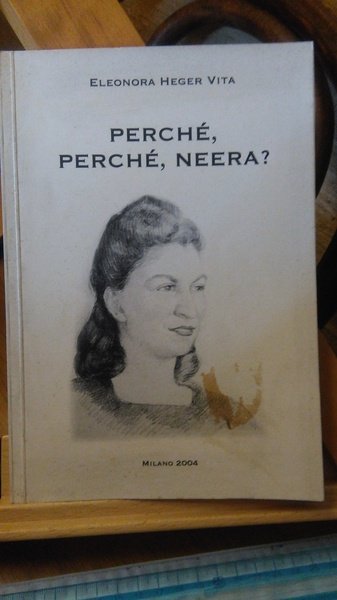 ELEONORA HEGER VITA
PERCHÉ,
PERCHÉ, NEERA?
MILANO 2004